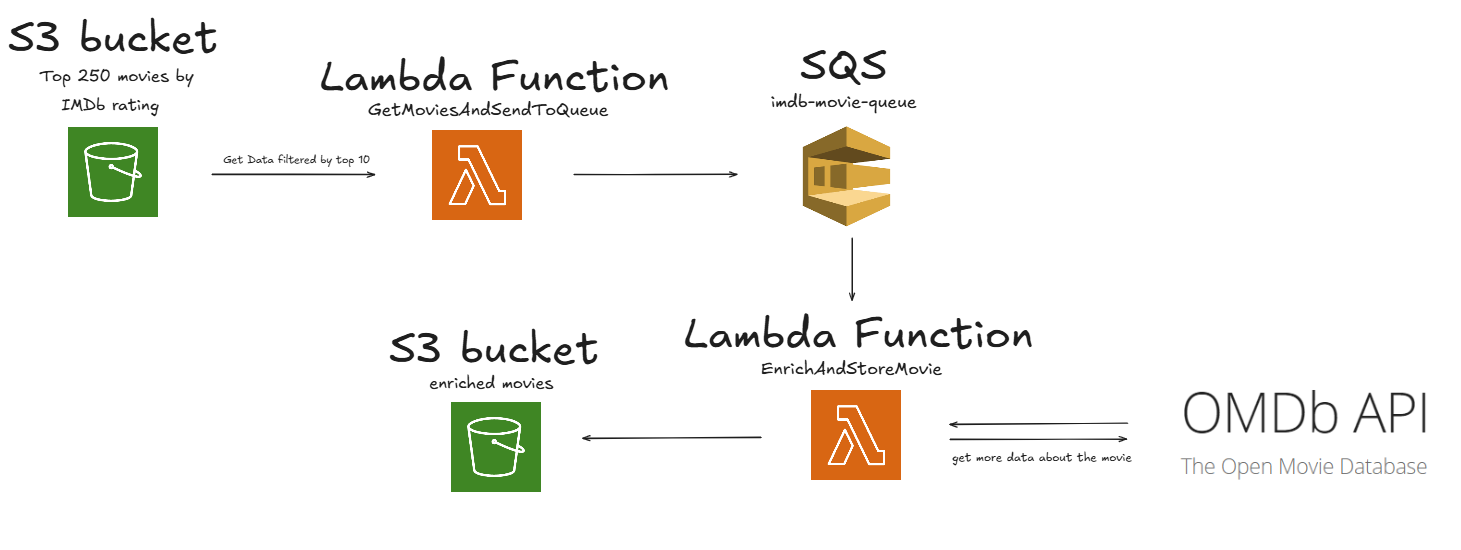 S3 bucket
Top 250 movies by
IMDb rating
Get Data filtered by top 10
Lambda Function
GetMoviesAndSendToQueue
SQS
imdb-movie-queue
Lambda Function
EnrichAndStoreMovie
S3 bucket
enriched movies
get more data about the movie
OMDb API
The Open Movie Database